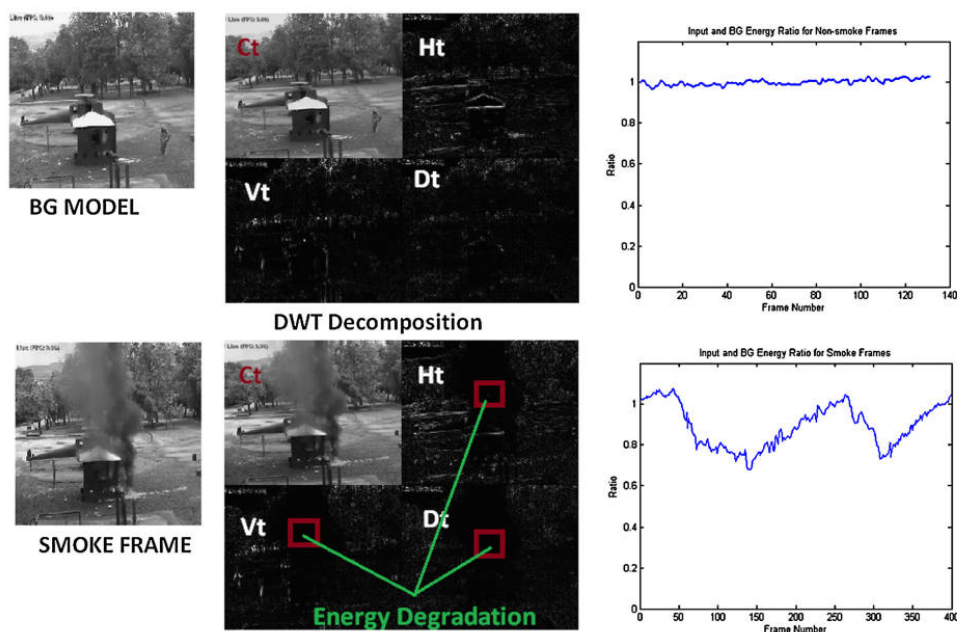 Ct
Ht
Vt
Dt
BG MODEL
DWT Decomposition
Input and BG Energy Ratio for Non-smoke Frames
Ratio
1
0.8
0.6
0.4
0.2
0
0 20 40 60 80 100 120 140
Frame Number
Ct
Ht
Vt
Dt
SMOKE FRAME
Energy Degradation
Input and BG Energy Ratio for Smoke Frames
Ratio
1
0.8
0.6
0.4
0.2
0
0 50 100 150 200 250 300 350 400
Frame Number